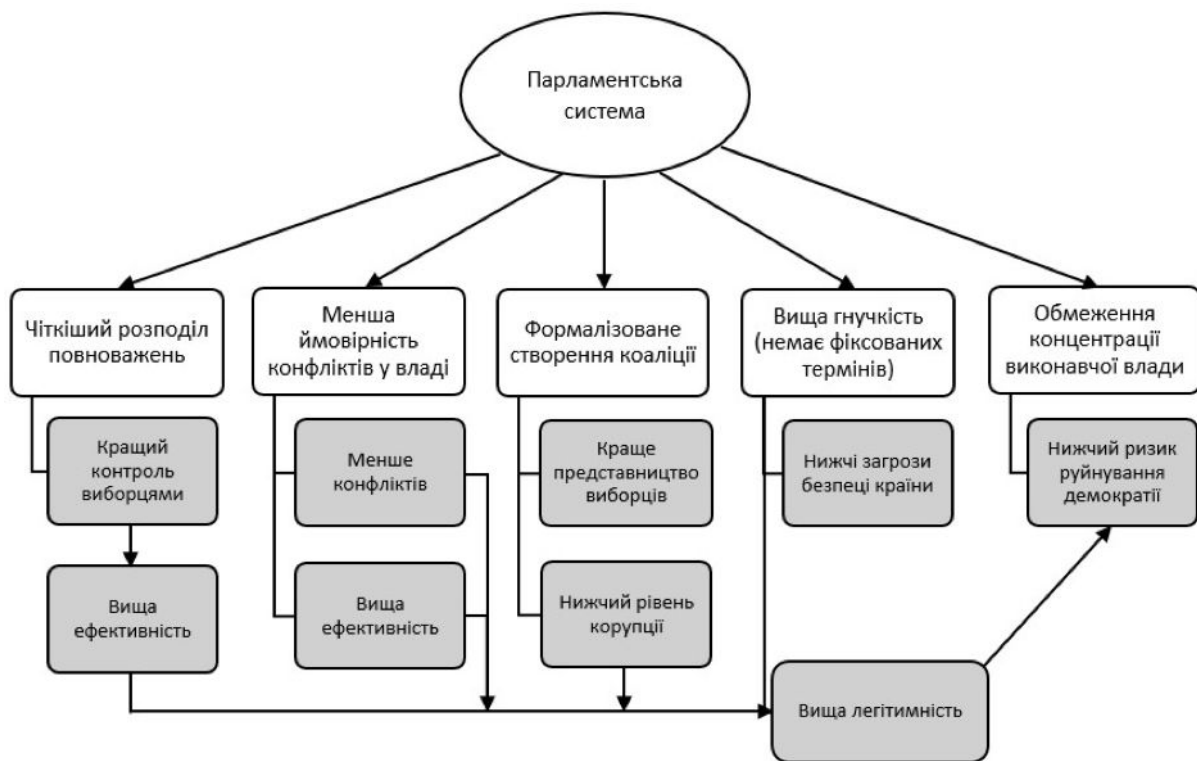 Парламентська
система
Чіткіший розподіл
повноважень
Менша
ймовірність
конфліктів у владі
Формалізоване
створення коаліції
Вища гнучкість
(немає фіксованих
термінів)
Обмеження
концентрації
виконавчої влади
Кращий
контроль
виборцями
Менше
конфліктів
Краще
представництво
виборців
Нижчі загрози
безпеці країни
Нижчий ризик
руйнування
демократії
Вища
ефективність
Вища
ефективність
Нижчий рівень
корупції
Вища легітимність